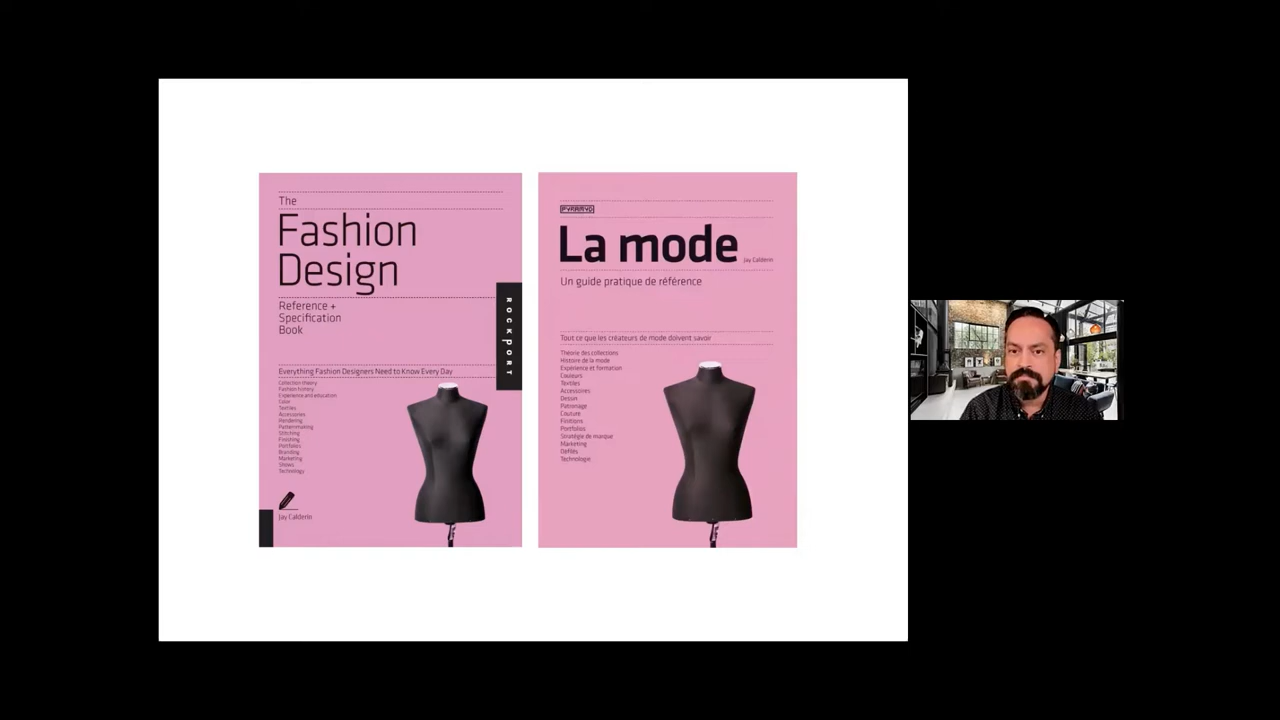 The
Fashion
Design
Reference +
Specification
Book
ROCKPORT
Everything Fashion Designers Need to Know Every Day
Collection theory
Fashion history
Experience and education
Color
Textiles
Accessories
Rendering
Patternmaking
Stitching
Finishing
Portfolios
Branding
Marketing
Shows
Technology
Jay Calderin
PYRAMYD
La mode
Jay Calderin
Un guide pratique de référence
Tout ce que les créateurs de mode doivent savoir
Théorie des collections
Histoire de la mode
Expérience et formation
Couleurs
Textiles
Accessoires
Dessin
Patronage
Couture
Finitions
Portfolios
Stratégie de marque
Marketing
Défilés
Technologie